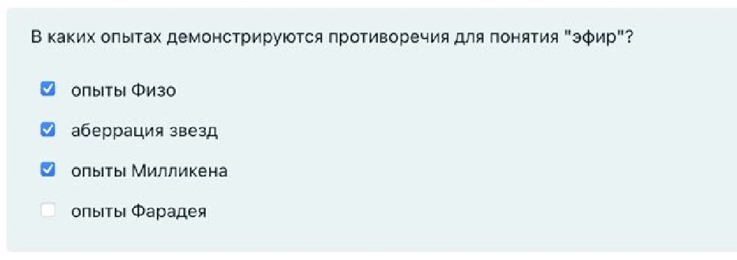 В каких опытах демонстрируются противоречия для понятия "эфир"?
опыты Физо
аберрация звезд
опыты Милликена
опыты Фарадея